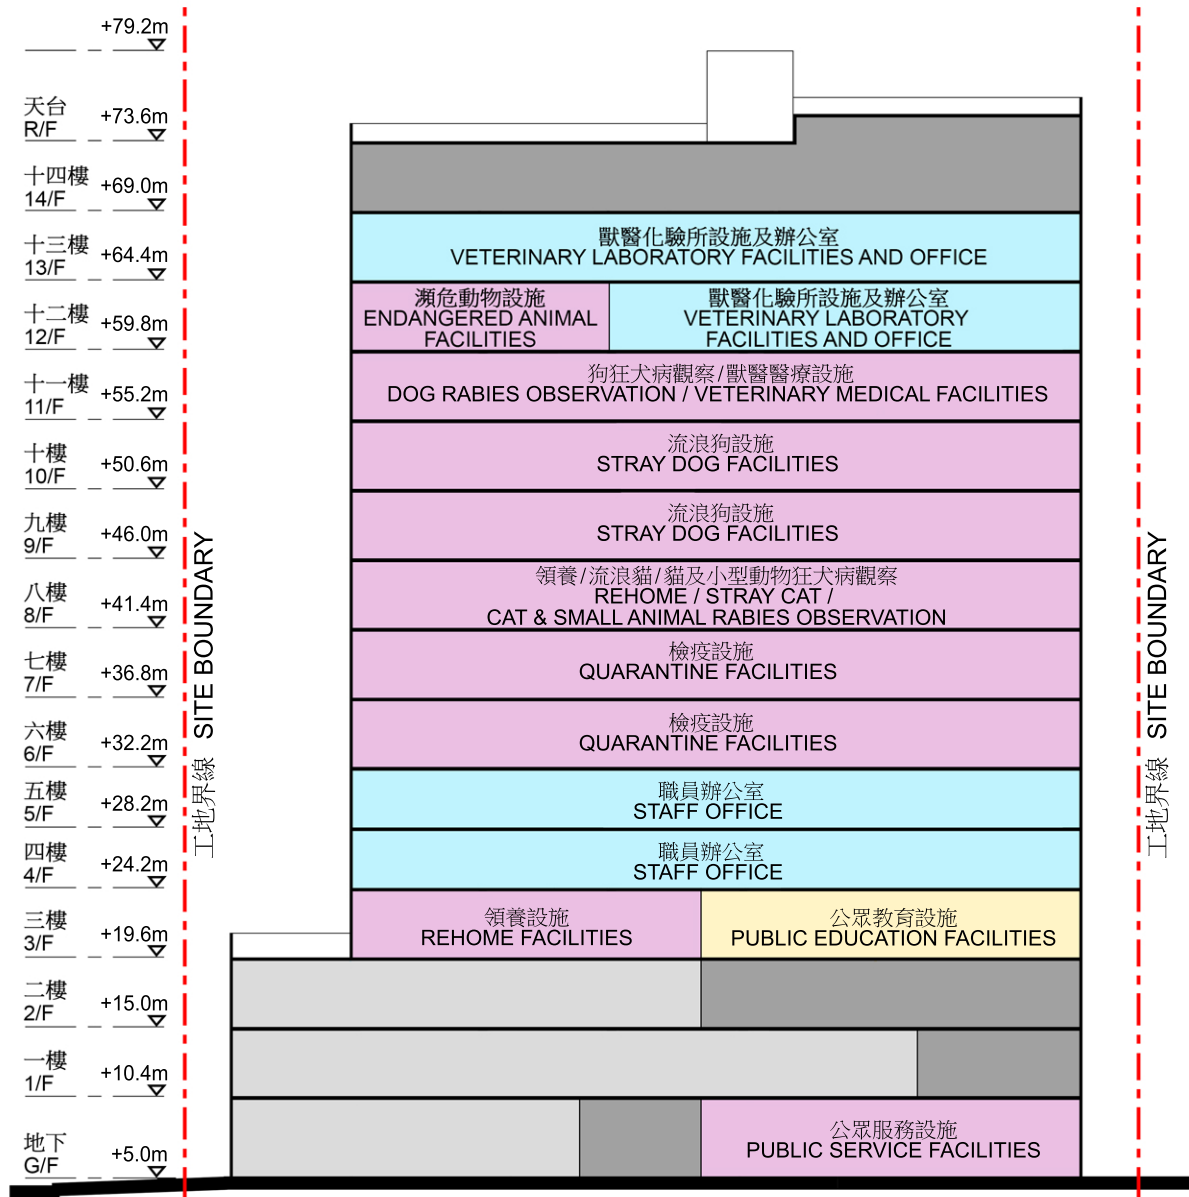 +79.2m
天台
R/F
+73.6m
十四樓
14/F
+69.0m
十三樓
13/F
+64.4m
獸醫化驗所設施及辦公室
VETERINARY LABORATORY FACILITIES AND OFFICE
十二樓
12/F
+59.8m
瀕危動物設施
ENDANGERED ANIMAL
FACILITIES
獸醫化驗所設施及辦公室
VETERINARY LABORATORY
FACILITIES AND OFFICE
十一樓
11/F
+55.2m
狗狂犬病觀察/獸醫醫療設施
DOG RABIES OBSERVATION / VETERINARY MEDICAL FACILITIES
十樓
10/F
+50.6m
流浪狗設施
STRAY DOG FACILITIES
九樓
9/F
+46.0m
流浪狗設施
STRAY DOG FACILITIES
八樓
8/F
+41.4m
領養/流浪貓/貓及小型動物狂犬病觀察
REHOME / STRAY CAT /
CAT & SMALL ANIMAL RABIES OBSERVATION
七樓
7/F
+36.8m
檢疫設施
QUARANTINE FACILITIES
六樓
6/F
+32.2m
檢疫設施
QUARANTINE FACILITIES
五樓
5/F
+28.2m
職員辦公室
STAFF OFFICE
四樓
4/F
+24.2m
職員辦公室
STAFF OFFICE
三樓
3/F
+19.6m
領養設施
REHOME FACILITIES
公眾教育設施
PUBLIC EDUCATION FACILITIES
二樓
2/F
+15.0m
一樓
1/F
+10.4m
地下
G/F
+5.0m
公眾服務設施
PUBLIC SERVICE FACILITIES
工地界線 SITE BOUNDARY
工地界線 SITE BOUNDARY